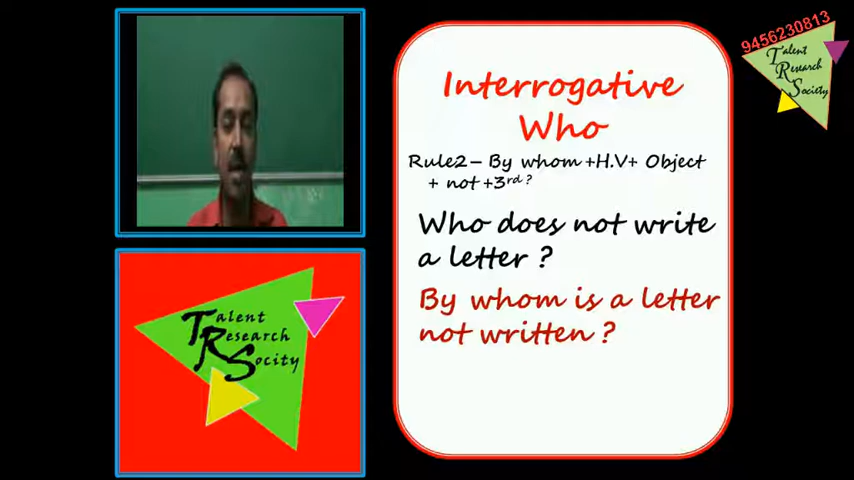 9456230813
Talent
Research
Society
Interrogative
Who
Rule2– By whom +H.V+ Object
+ not +3rd ?
Who does not write
a letter ?
By whom is a letter
not written ?
Talent
Research
Socity